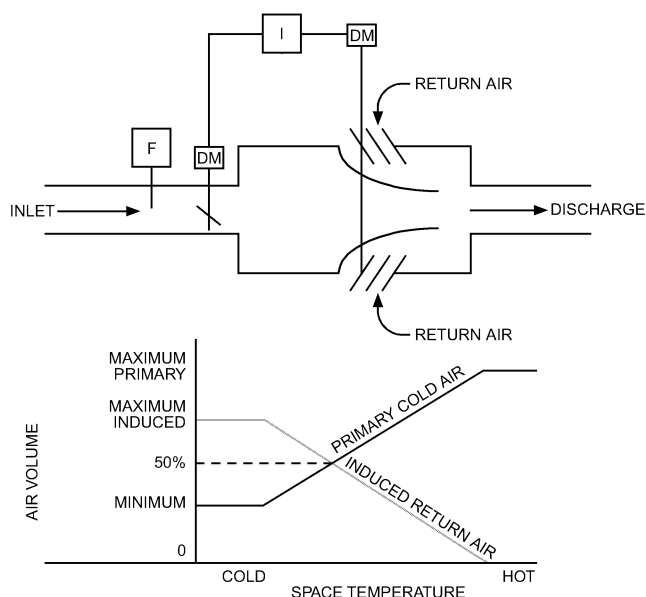 I
DM
RETURN AIR
F
DM
INLET
DISCHARGE
RETURN AIR
MAXIMUM
PRIMARY
MAXIMUM
INDUCED
50%
MINIMUM
0
AIR VOLUME
PRIMARY COLD AIR
INDUCED RETURN AIR
COLD
HOT
SPACE TEMPERATURE